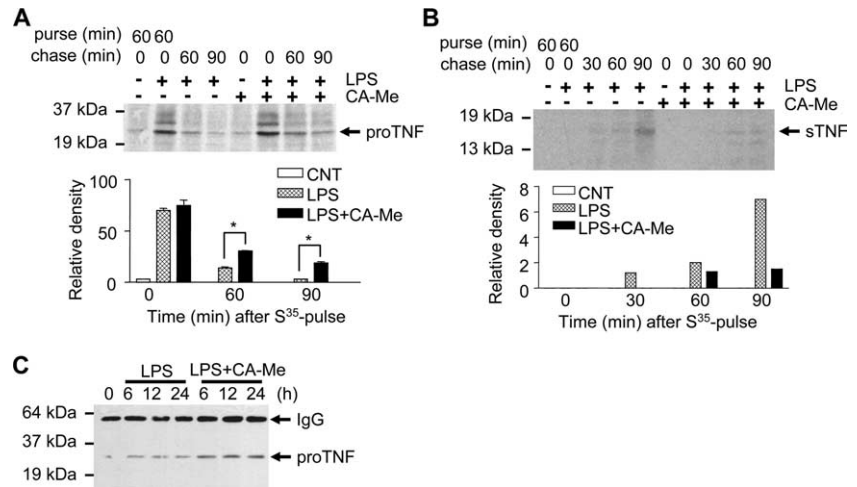 A
purse (min) 60 60
chase (min) 0 0 60 90 0 0 60 90
- + + + - + + + LPS
- - - - + + + + CA-Me
37 kDa
19 kDa
proTNF
Relative density
100
50
0
CNT
LPS
LPS+CA-Me
*
*
0 60 90
Time (min) after S35-pulse
B
purse (min) 60 60
chase (min) 0 0 30 60 90 0 0 30 60 90
- + + + + - + + + + LPS
- - - - - + + + + + CA-Me
19 kDa
13 kDa
sTNF
Relative density
8
6
4
2
0
CNT
LPS
LPS+CA-Me
0 30 60 90
Time (min) after S35-pulse
C
LPS LPS+CA-Me
0 6 12 24 6 12 24 (h)
64 kDa
37 kDa
19 kDa
IgG
proTNF